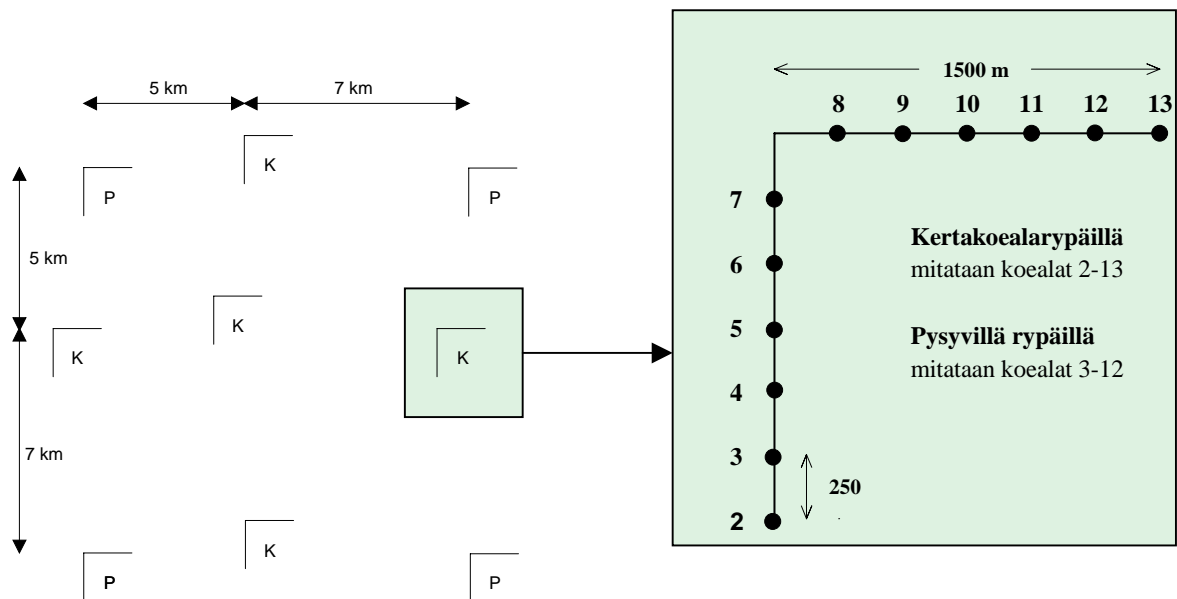 5 km
7 km
K
P
P
5 km
K
K
K
7 km
K
P
P
1500 m
8 9 10 11 12 13
7
6
5
4
3
2
250
Kertakoealarypäillä
mitataan koealat 2-13
Pysyvillä rypäillä
mitataan koealat 3-12